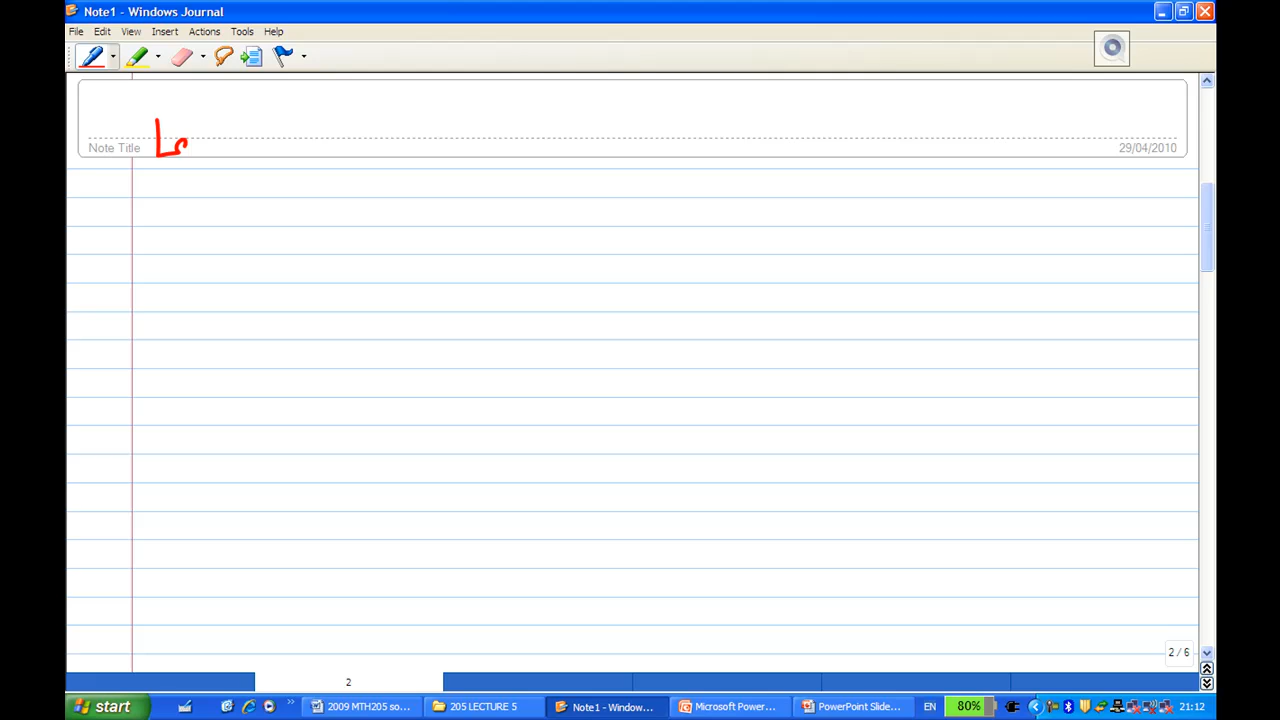 Note1 - Windows Journal
File Edit View Insert Actions Tools Help
Note Title
29/04/2010
2 / 6
2
start
2009 MTH205 so...
205 LECTURE 5
Note1 - Window...
Microsoft Power...
PowerPoint Slide...
EN
80%
21:12